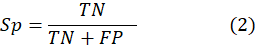 Sp = TN / (TN + FP) (2)